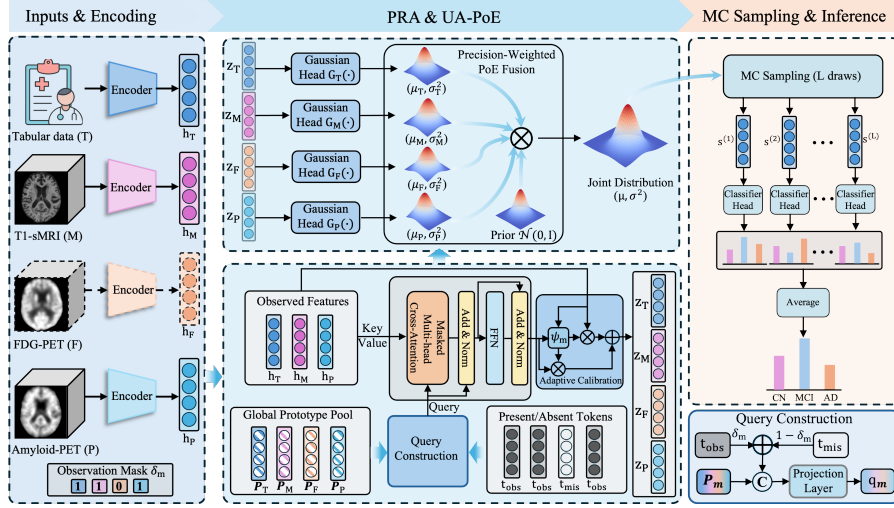 Inputs & Encoding
PRA & UA-PoE
MC Sampling & Inference
Tabular data (T)
Encoder
h_T
T1-sMRI (M)
Encoder
h_M
FDG-PET (F)
Encoder
h_F
Amyloid-PET (P)
Encoder
h_P
Observation Mask δ_m
1 1 0 1
z_T
Gaussian
Head G_T(·)
(μ_T, σ_T^2)
z_M
Gaussian
Head G_M(·)
(μ_M, σ_M^2)
z_F
Gaussian
Head G_F(·)
(μ_F, σ_F^2)
z_P
Gaussian
Head G_P(·)
(μ_P, σ_P^2)
Precision-Weighted
PoE Fusion
Prior 𝒩(0, I)
Joint Distribution
(μ, σ²)
Observed Features
h_T h_M h_P
Key
Value
Masked
Multi-head
Cross-Attention
Add & Norm
FFN
Add & Norm
ψ_m
Adaptive Calibration
Query
Global Prototype Pool
P_T P_M P_F P_P
Query
Construction
Present/Absent Tokens
t_obs t_obs t_mis t_obs
z_T
z_M
z_F
z_P
MC Sampling (L draws)
s^(1) s^(2) ... s^(L)
Classifier
Head
Classifier
Head
Classifier
Head
Average
CN MCI AD
Query Construction
t_obs δ_m 1 − δ_m t_mis
P_m C Projection
Layer q_m